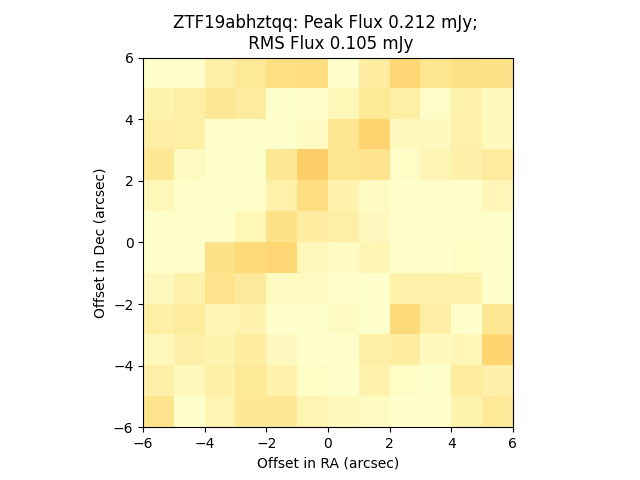 ZTF19abhztqq: Peak Flux 0.212 mJy;
RMS Flux 0.105 mJy
6
4
2
0
−2
−4
−6
Offset in Dec (arcsec)
−6 −4 −2 0 2 4 6
Offset in RA (arcsec)